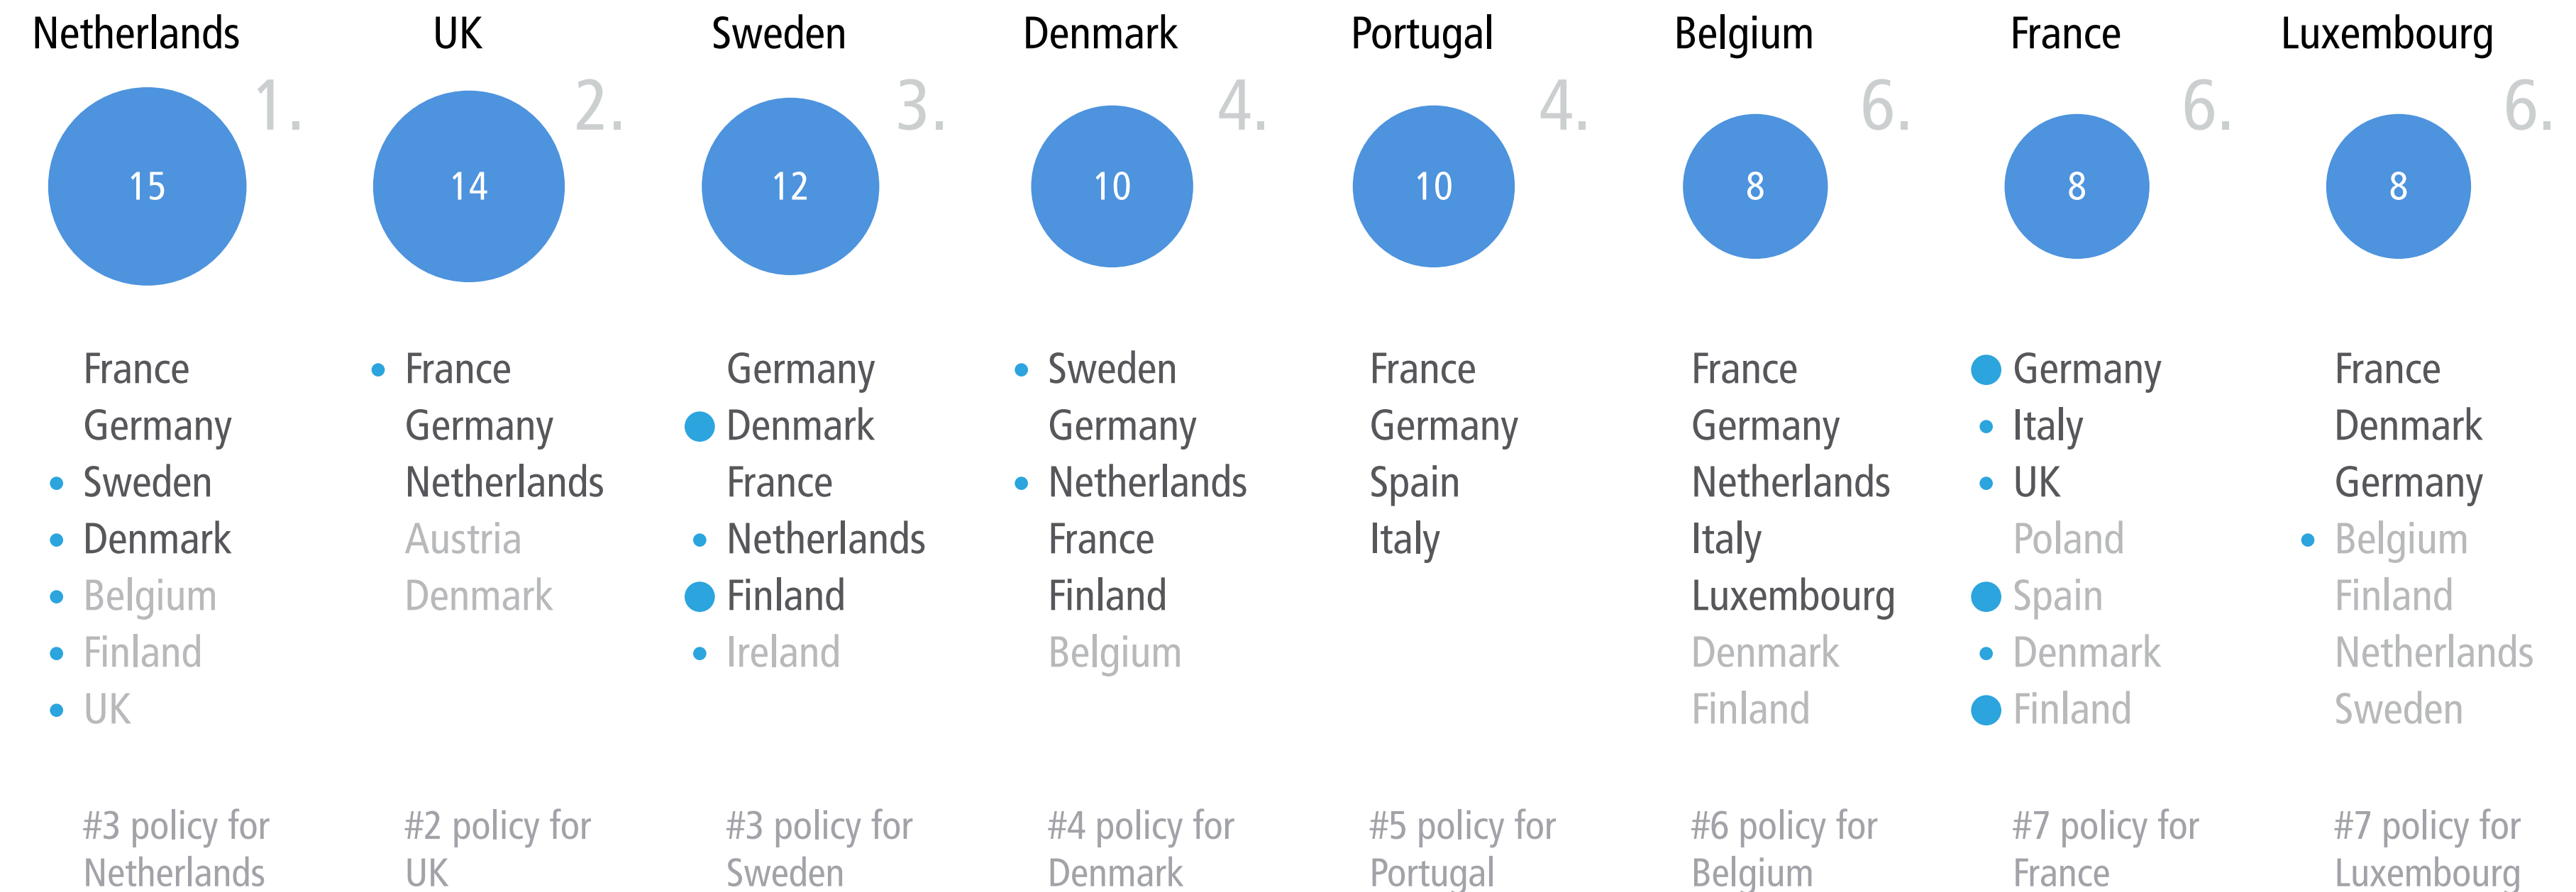 Netherlands
1.
15
France
Germany
Sweden
Denmark
Belgium
Finland
UK
#3 policy for
Netherlands
UK
2.
14
France
Germany
Netherlands
Austria
Denmark
#2 policy for
UK
Sweden
3.
12
Germany
Denmark
France
Netherlands
Finland
Ireland
#3 policy for
Sweden
Denmark
4.
10
Sweden
Germany
Netherlands
France
Finland
Belgium
#4 policy for
Denmark
Portugal
4.
10
France
Germany
Spain
Italy
#5 policy for
Portugal
Belgium
6.
8
France
Germany
Netherlands
Italy
Luxembourg
Denmark
Finland
#6 policy for
Belgium
France
6.
8
Germany
Italy
UK
Poland
Spain
Denmark
Finland
#7 policy for
France
Luxembourg
6.
8
France
Denmark
Germany
Belgium
Finland
Netherlands
Sweden
#7 policy for
Luxembourg